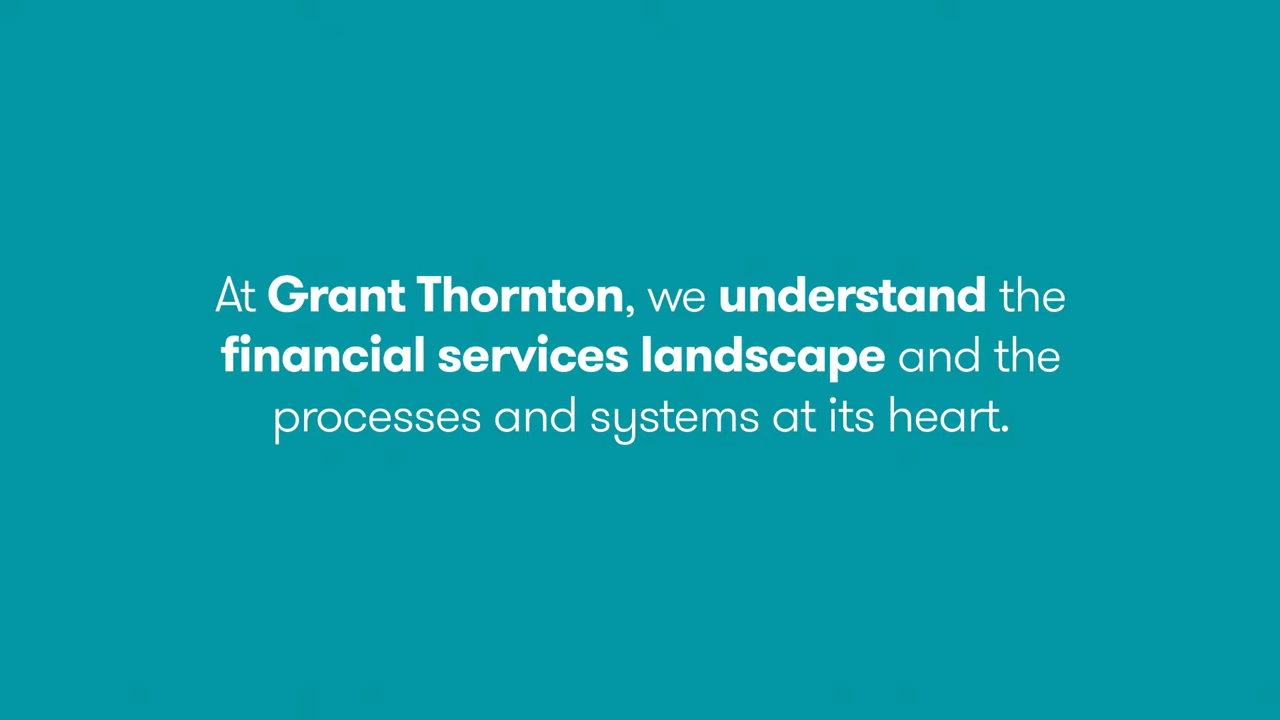 At Grant Thornton, we understand the
financial services landscape and the
processes and systems at its heart.